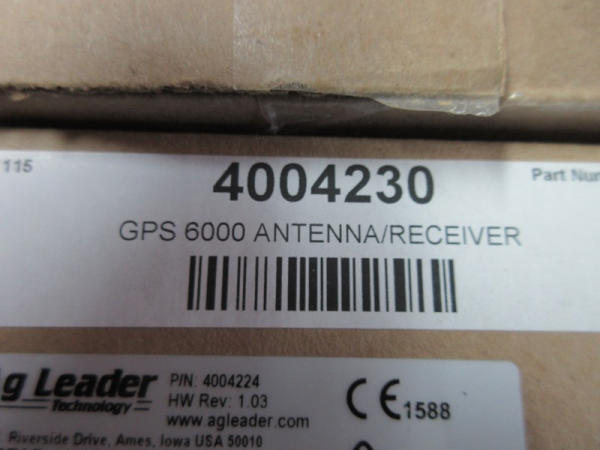 115
4004230
Part Num
GPS 6000 ANTENNA/RECEIVER
Ag Leader
Technology
P/N: 4004224
HW Rev: 1.03
www.agleader.com
CE1588
Riverside Drive, Ames, Iowa USA 50010